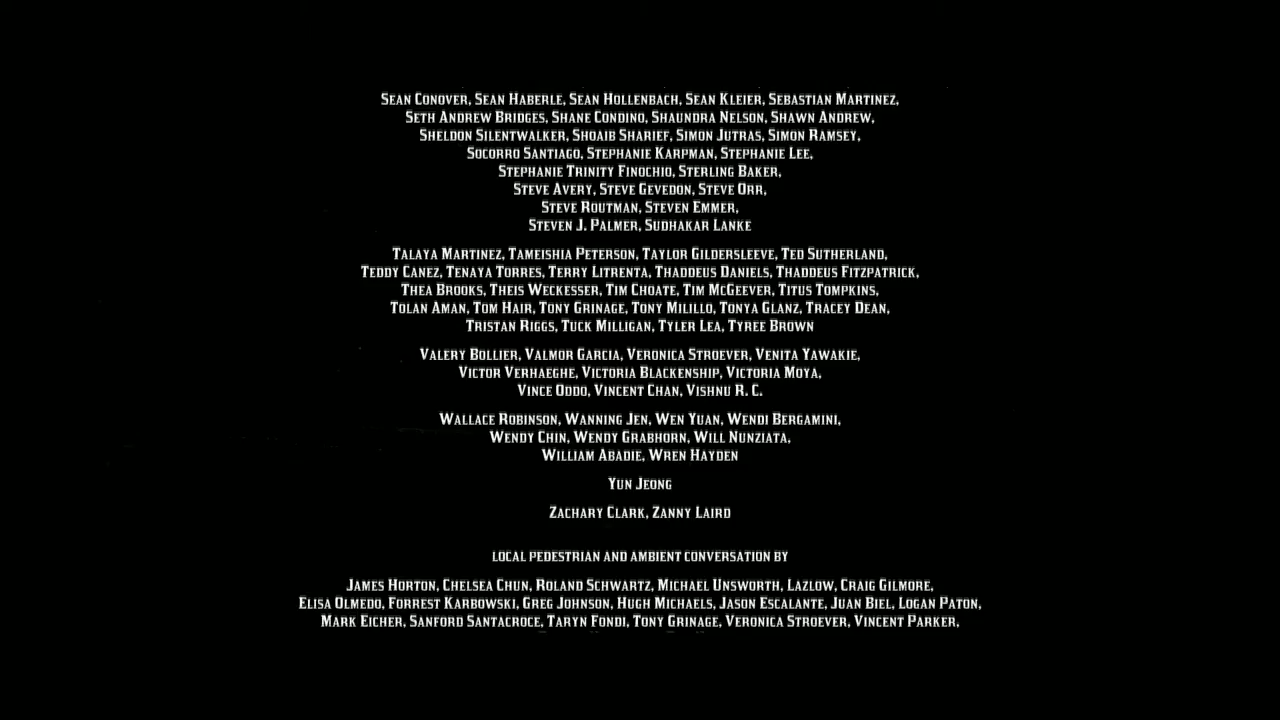 Sean Conover, Sean Haberle, Sean Hollenbach, Sean Kleier, Sebastian Martinez,
Seth Andrew Bridges, Shane Condino, Shaundra Nelson, Shawn Andrew,
Sheldon Silentwalker, Shoaib Sharief, Simon Jutras, Simon Ramsey,
Socorro Santiago, Stephanie Karpman, Stephanie Lee,
Stephanie Trinity Finochio, Sterling Baker,
Steve Avery, Steve Gevedon, Steve Orr,
Steve Routman, Steven Emmer,
Steven J. Palmer, Sudhakar Lanke
Talaya Martinez, Tameishia Peterson, Taylor Gildersleeve, Ted Sutherland,
Teddy Canez, Tenaya Torres, Terry Litrenta, Thaddeus Daniels, Thaddeus Fitzpatrick,
Thea Brooks, Theis Weckesser, Tim Choate, Tim McGeever, Titus Tompkins,
Tolan Aman, Tom Hair, Tony Grinage, Tony Milillo, Tonya Glanz, Tracey Dean,
Tristan Riggs, Tuck Milligan, Tyler Lea, Tyree Brown
Valery Bollier, Valmor Garcia, Veronica Stroever, Venita Yawakie,
Victor Verhaeghe, Victoria Blackenship, Victoria Moya,
Vince Oddo, Vincent Chan, Vishnu R. C.
Wallace Robinson, Wanning Jen, Wen Yuan, Wendi Bergamini,
Wendy Chin, Wendy Grabhorn, Will Nunziata,
William Abadie, Wren Hayden
Yun Jeong
Zachary Clark, Zanny Laird
LOCAL PEDESTRIAN AND AMBIENT CONVERSATION BY
James Horton, Chelsea Chun, Roland Schwartz, Michael Unsworth, Lazlow, Craig Gilmore,
Elisa Olmedo, Forrest Karbowski, Greg Johnson, Hugh Michaels, Jason Escalante, Juan Biel, Logan Paton,
Mark Eicher, Sanford Santacroce, Taryn Fondi, Tony Grinage, Veronica Stroever, Vincent Parker,